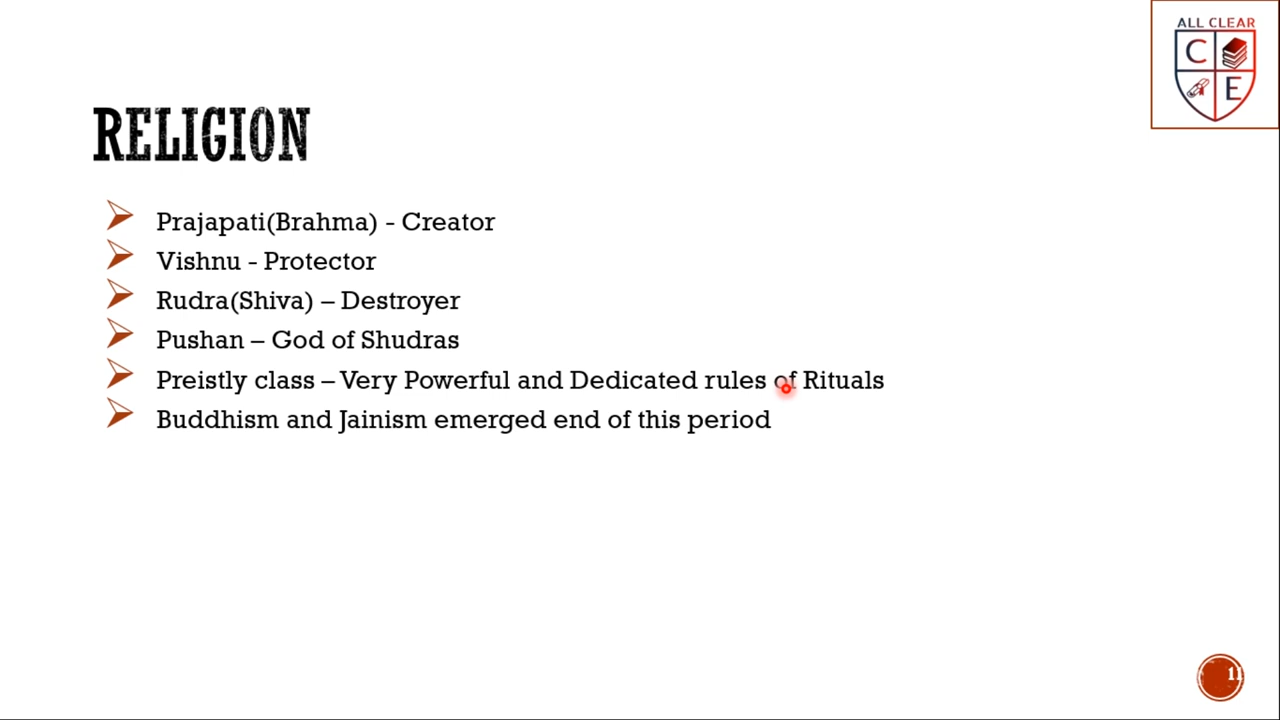 ALL CLEAR
C
E
RELIGION
Prajapati(Brahma) - Creator
Vishnu - Protector
Rudra(Shiva) – Destroyer
Pushan – God of Shudras
Preistly class – Very Powerful and Dedicated rules of Rituals
Buddhism and Jainism emerged end of this period
11